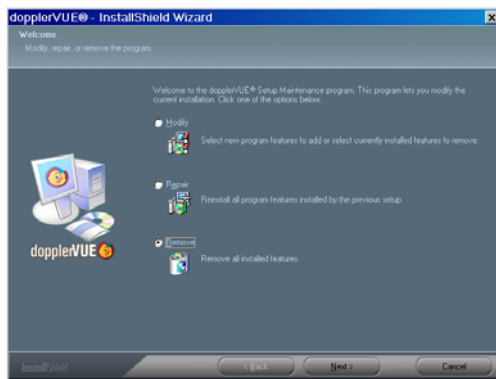 dopplerVUE® - InstallShield Wizard
Welcome
Modify, repair, or remove the program.
Welcome to the dopplerVUE® Setup Maintenance program. This program lets you modify the
current installation. Click one of the options below.
Modify
Select new program features to add or select currently installed features to remove.
Repair
Reinstall all program features installed by the previous setup.
Remove
Remove all installed features.
dopplerVUE
InstallShield
< Back
Next >
Cancel